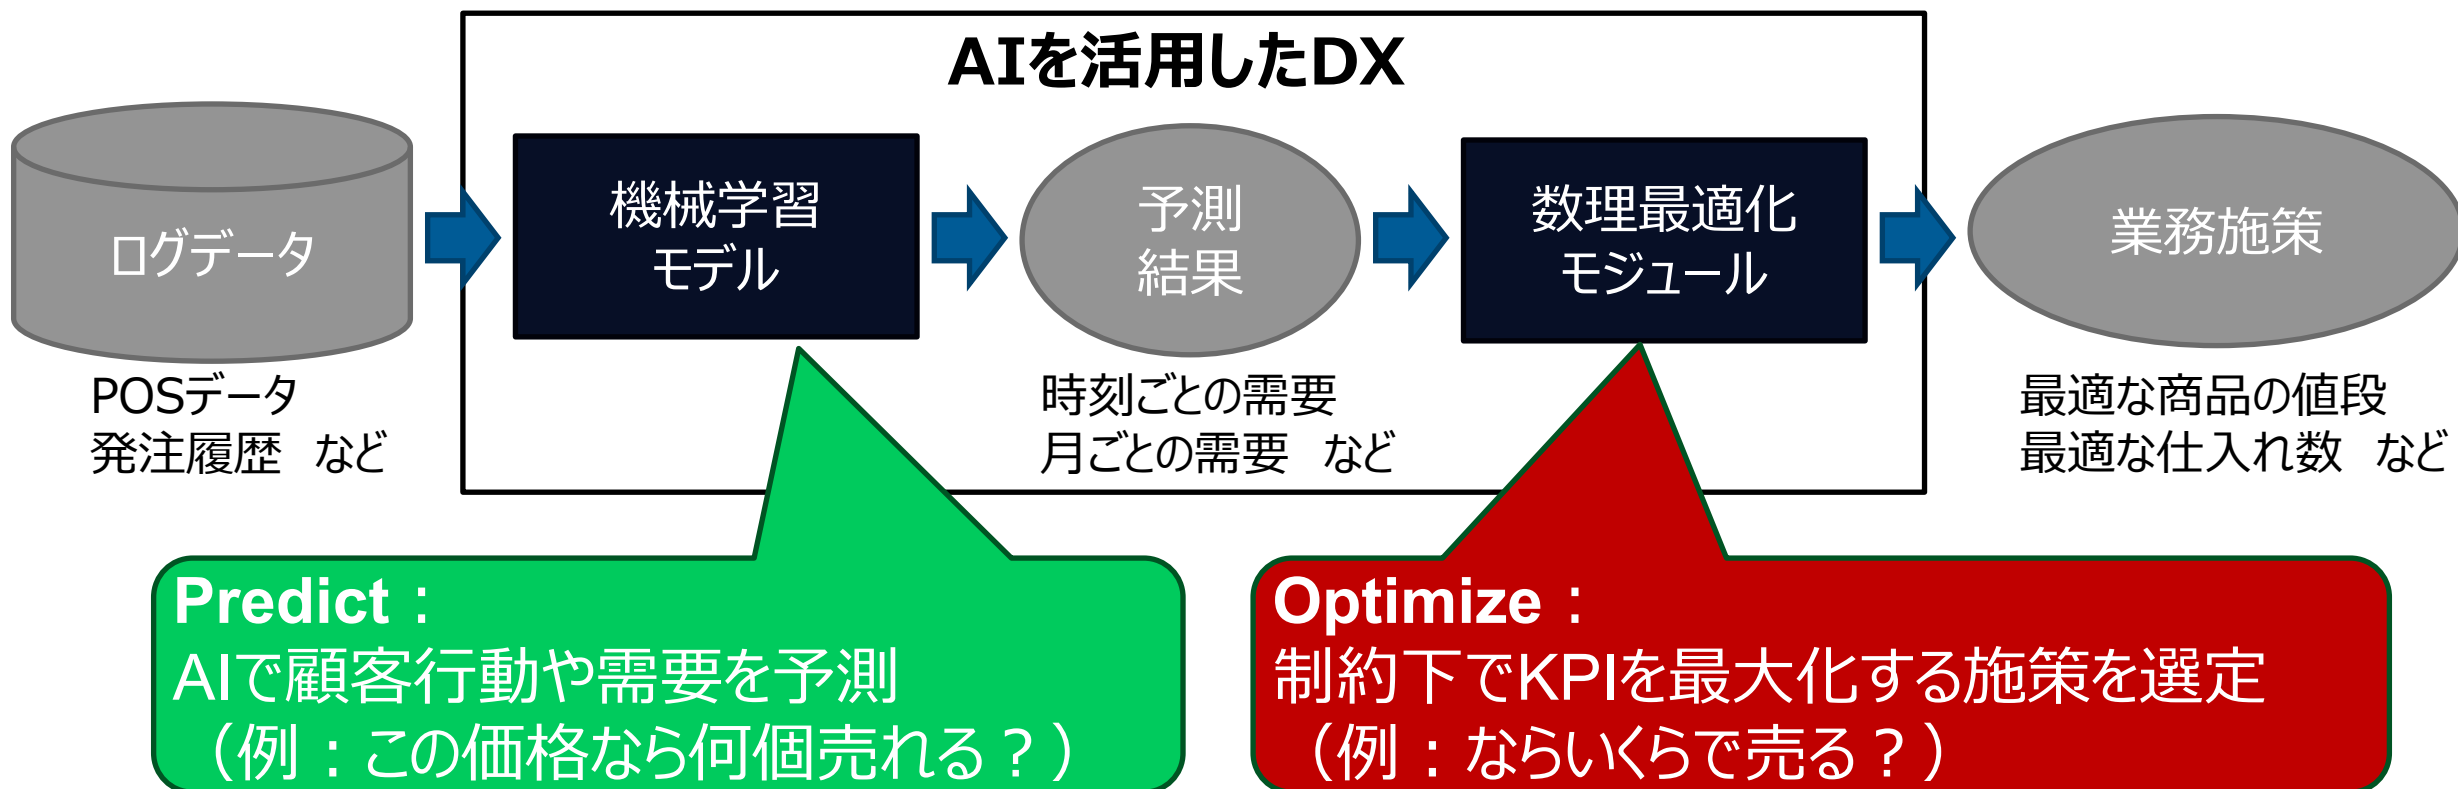 AIを活用したDX
ログデータ
機械学習
モデル
予測
結果
数理最適化
モジュール
業務施策
POSデータ
発注履歴　など
時刻ごとの需要
月ごとの需要　など
最適な商品の値段
最適な仕入れ数　など
Predict：
AIで顧客行動や需要を予測
（例：この価格なら何個売れる？）
Optimize：
制約下でKPIを最大化する施策を選定
（例：ならいくらで売る？）